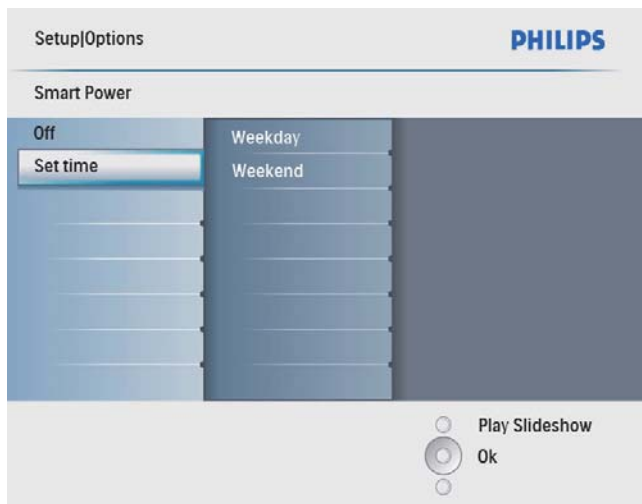 Setup|Options
PHILIPS
Smart Power
Off
Set time
Weekday
Weekend
Play Slideshow
Ok